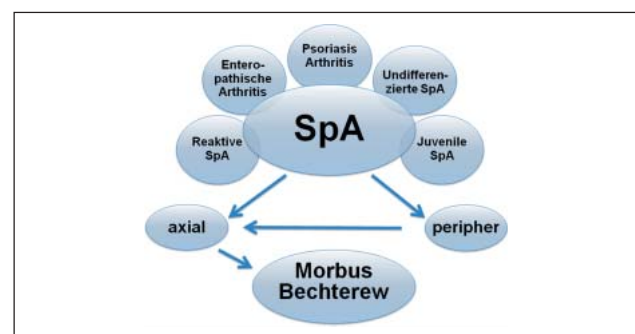 Psoriasis
Arthritis
Entero-
pathische
Arthritis
Undifferen-
zierte SpA
Reaktive
SpA
SpA
Juvenile
SpA
axial
peripher
Morbus
Bechterew